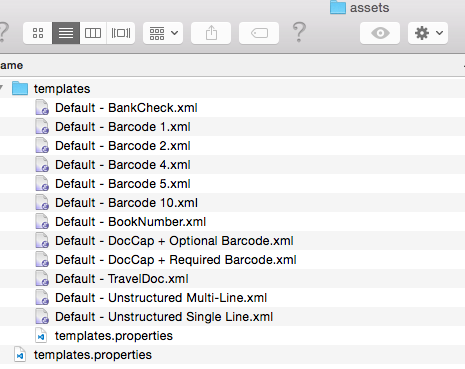 assets
ame
templates
Default - BankCheck.xml
Default - Barcode 1.xml
Default - Barcode 2.xml
Default - Barcode 4.xml
Default - Barcode 5.xml
Default - Barcode 10.xml
Default - BookNumber.xml
Default - DocCap + Optional Barcode.xml
Default - DocCap + Required Barcode.xml
Default - TravelDoc.xml
Default - Unstructured Multi-Line.xml
Default - Unstructured Single Line.xml
templates.properties
templates.properties